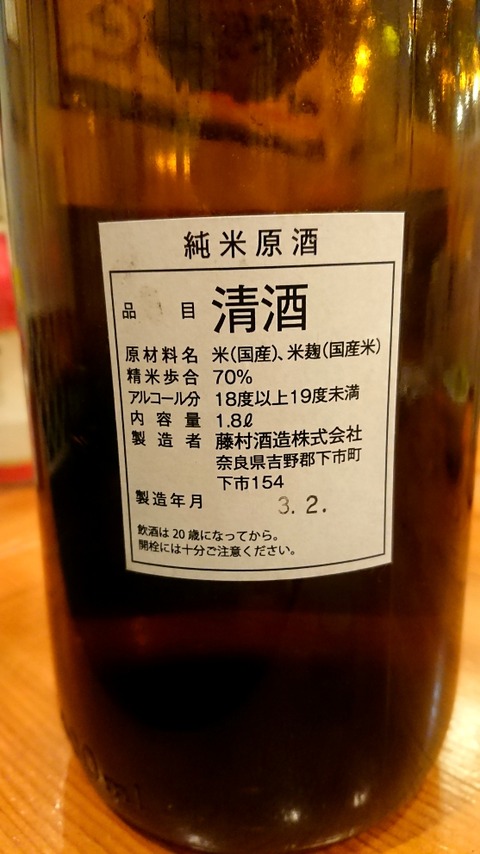 純米原酒
品目 清酒
原材料名 米(国産)、米麹(国産米)
精米歩合 70%
アルコール分 18度以上19度未満
内容量 1.8ℓ
製造者 藤村酒造株式会社
奈良県吉野郡下市町
下市154
製造年月 3.2.
飲酒は20歳になってから。
開栓には十分ご注意ください。